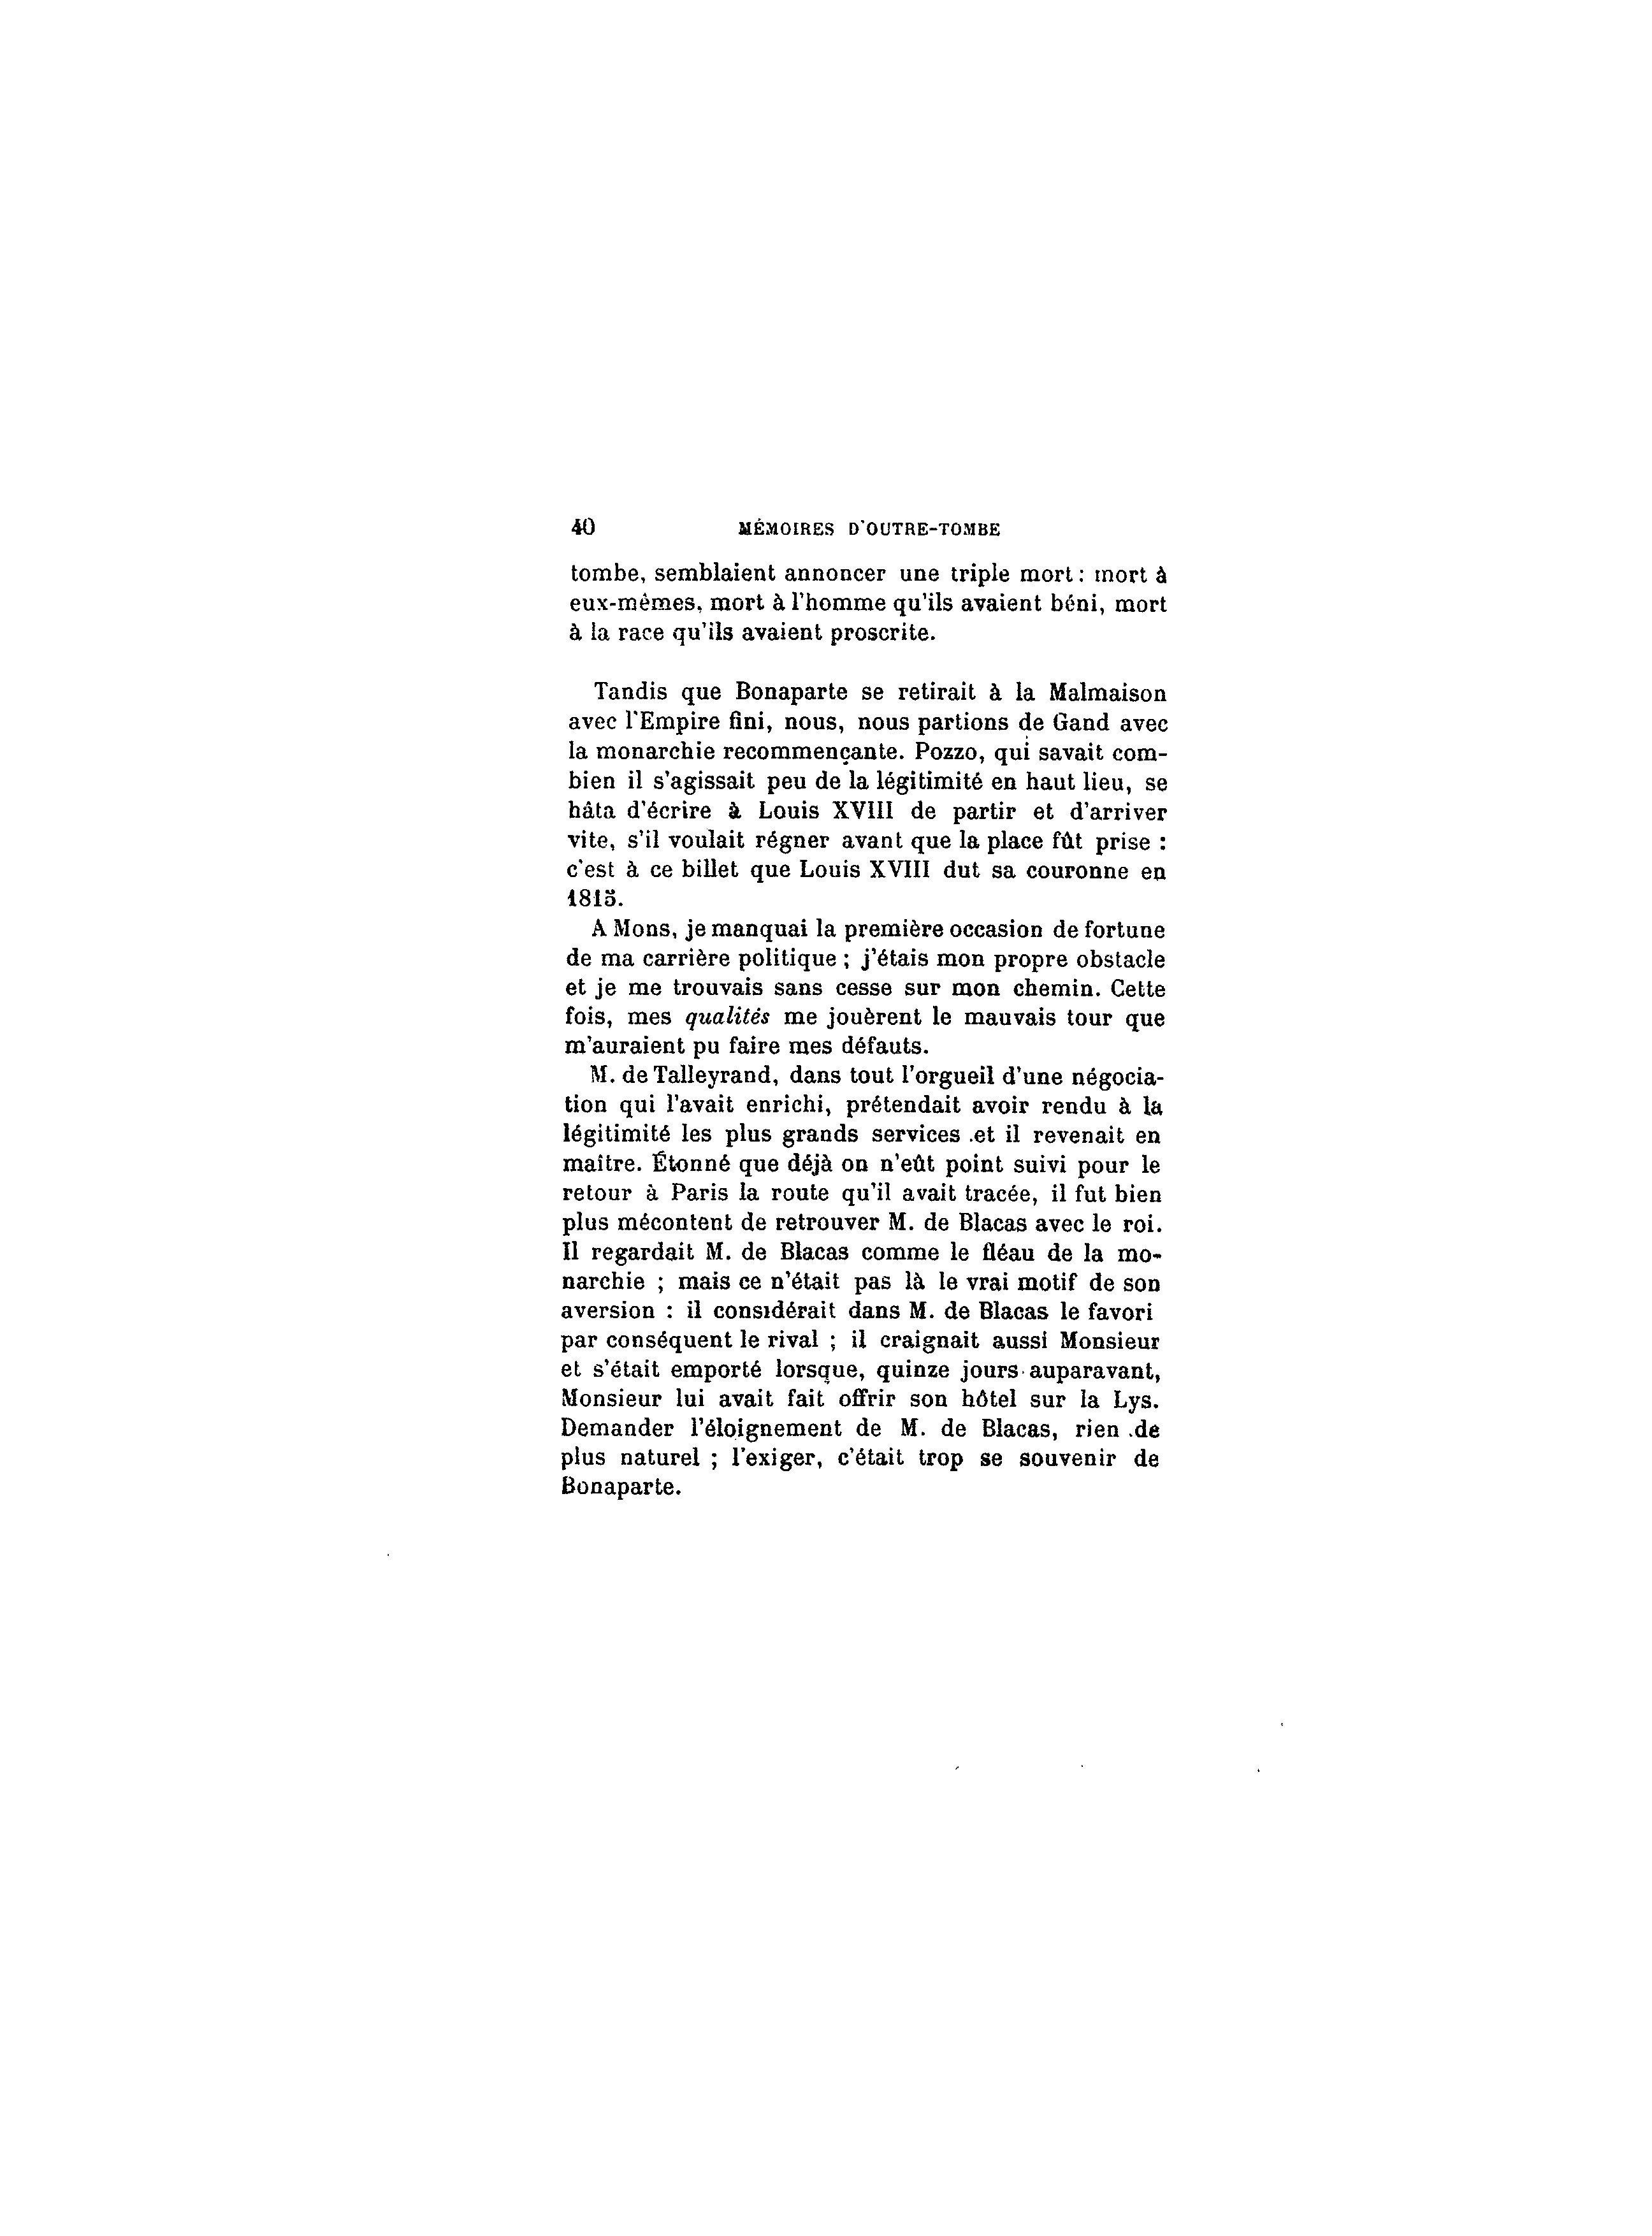 40 MÉMOIRES D'OUTRE-TOMBE
tombe, semblaient annoncer une triple mort : mort à
eux-mêmes, mort à l'homme qu'ils avaient béni, mort
à la race qu'ils avaient proscrite.
Tandis que Bonaparte se retirait à la Malmaison
avec l'Empire fini, nous, nous partions de Gand avec
la monarchie recommençante. Pozzo, qui savait com-
bien il s'agissait peu de la légitimité en haut lieu, se
hâta d'écrire à Louis XVIII de partir et d'arriver
vite, s'il voulait régner avant que la place fût prise :
c'est à ce billet que Louis XVIII dut sa couronne en
1815.
A Mons, je manquai la première occasion de fortune
de ma carrière politique ; j'étais mon propre obstacle
et je me trouvais sans cesse sur mon chemin. Cette
fois, mes qualités me jouèrent le mauvais tour que
m'auraient pu faire mes défauts.
M. de Talleyrand, dans tout l'orgueil d'une négocia-
tion qui l'avait enrichi, prétendait avoir rendu à la
légitimité les plus grands services et il revenait en
maître. Étonné que déjà on n'eût point suivi pour le
retour à Paris la route qu'il avait tracée, il fut bien
plus mécontent de retrouver M. de Blacas avec le roi.
Il regardait M. de Blacas comme le fléau de la mo-
narchie ; mais ce n'était pas là le vrai motif de son
aversion : il considérait dans M. de Blacas le favori
par conséquent le rival ; il craignait aussi Monsieur
et s'était emporté lorsque, quinze jours auparavant,
Monsieur lui avait fait offrir son hôtel sur la Lys.
Demander l'éloignement de M. de Blacas, rien de
plus naturel ; l'exiger, c'était trop se souvenir de
Bonaparte.